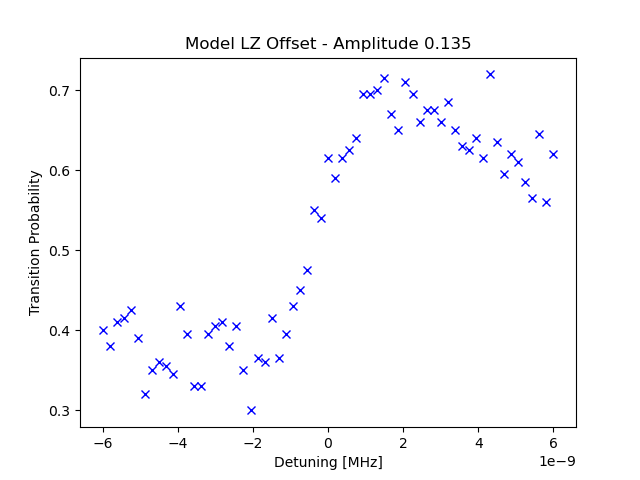 Model LZ Offset - Amplitude 0.135
Transition Probability
0.7
0.6
0.5
0.4
0.3
−6 −4 −2 0 2 4 6
1e−9
Detuning [MHz]